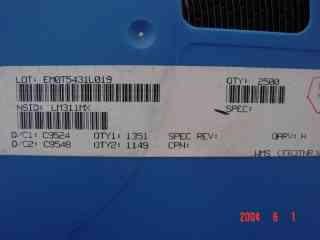 LOT: EM0T5431L019
QTY: 2500
NSID: LM311MX
SPEC:
D/C1: C9524 QTY1: 1351 SPEC REV:
D/C2: C9548 QTY2: 1149 CPN:
WMS
2004 6 1